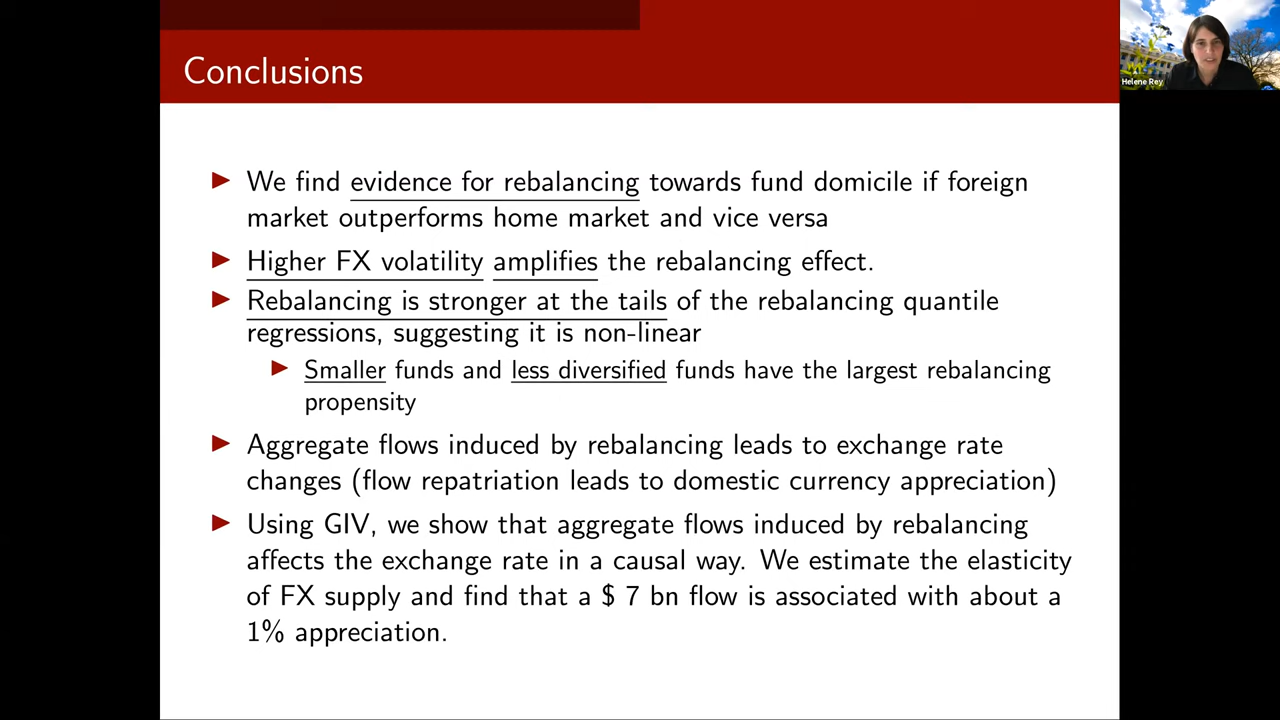 Conclusions
Helene Rey
We find evidence for rebalancing towards fund domicile if foreign
market outperforms home market and vice versa
Higher FX volatility amplifies the rebalancing effect.
Rebalancing is stronger at the tails of the rebalancing quantile
regressions, suggesting it is non-linear
Smaller funds and less diversified funds have the largest rebalancing
propensity
Aggregate flows induced by rebalancing leads to exchange rate
changes (flow repatriation leads to domestic currency appreciation)
Using GIV, we show that aggregate flows induced by rebalancing
affects the exchange rate in a causal way. We estimate the elasticity
of FX supply and find that a $ 7 bn flow is associated with about a
1% appreciation.